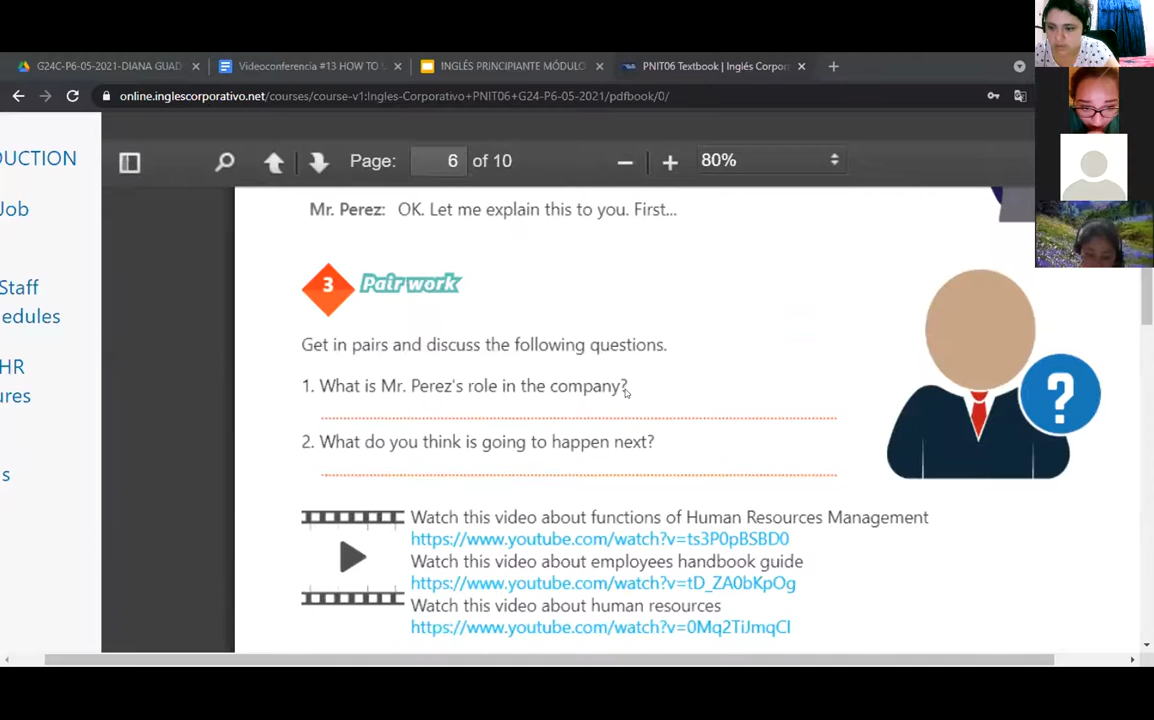 G24C-P6-05-2021-DIANA GUAD
Videoconferencia #13 HOW TO
INGLÉS PRINCIPIANTE MÓDULO
PNIT06 Textbook | Inglés Corpor
online.inglescorporativo.net/courses/course-v1:Ingles-Corporativo+PNIT06+G24-P6-05-2021/pdfbook/0/
Page: 6 of 10
80%
DUCTION
Job
Staff
edules
HR
ures
s
Mr. Perez: OK. Let me explain this to you. First...
3 Pair work
Get in pairs and discuss the following questions.
1. What is Mr. Perez's role in the company?
2. What do you think is going to happen next?
?
Watch this video about functions of Human Resources Management
https://www.youtube.com/watch?v=ts3P0pBSBD0
Watch this video about employees handbook guide
https://www.youtube.com/watch?v=tD_ZA0bKpOg
Watch this video about human resources
https://www.youtube.com/watch?v=0Mq2TiJmqCI